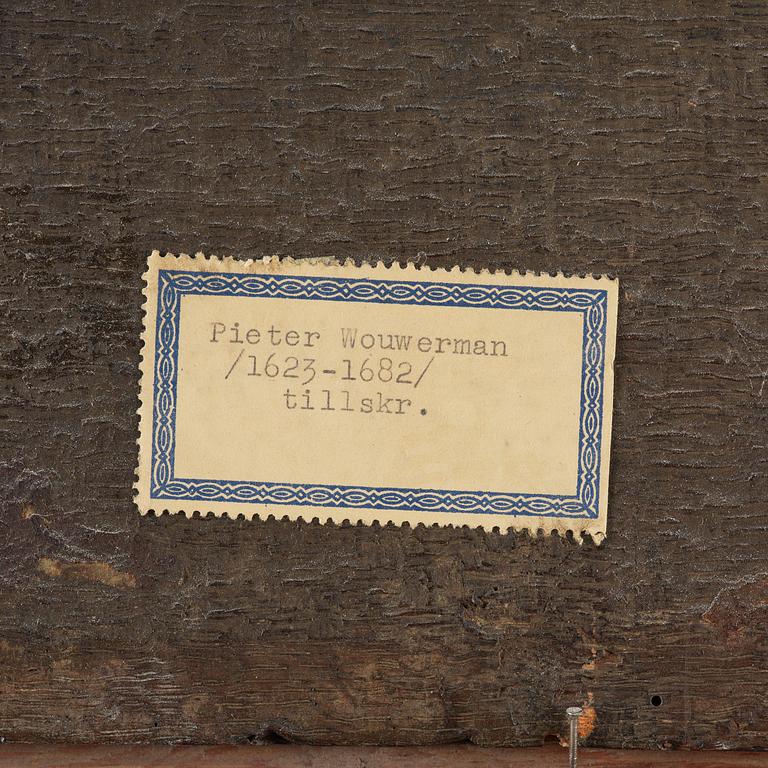 Pieter Wouwerman
/1623-1682/
tillskr.